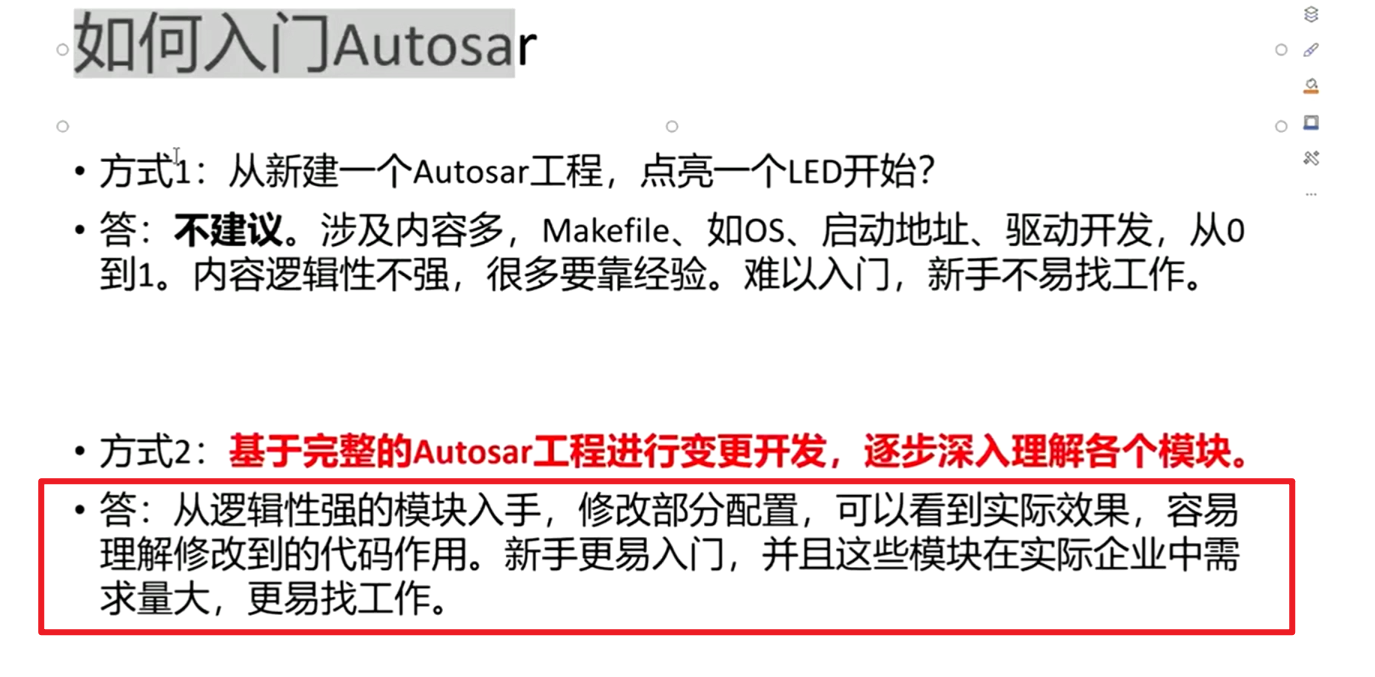 如何入门Autosar
• 方式1：从新建一个Autosar工程，点亮一个LED开始？
• 答：不建议。涉及内容多，Makefile、如OS、启动地址、驱动开发，从0
到1。内容逻辑性不强，很多要靠经验。难以入门，新手不易找工作。
• 方式2：基于完整的Autosar工程进行变更开发，逐步深入理解各个模块。
• 答：从逻辑性强的模块入手，修改部分配置，可以看到实际效果，容易
理解修改到的代码作用。新手更易入门，并且这些模块在实际企业中需
求量大，更易找工作。